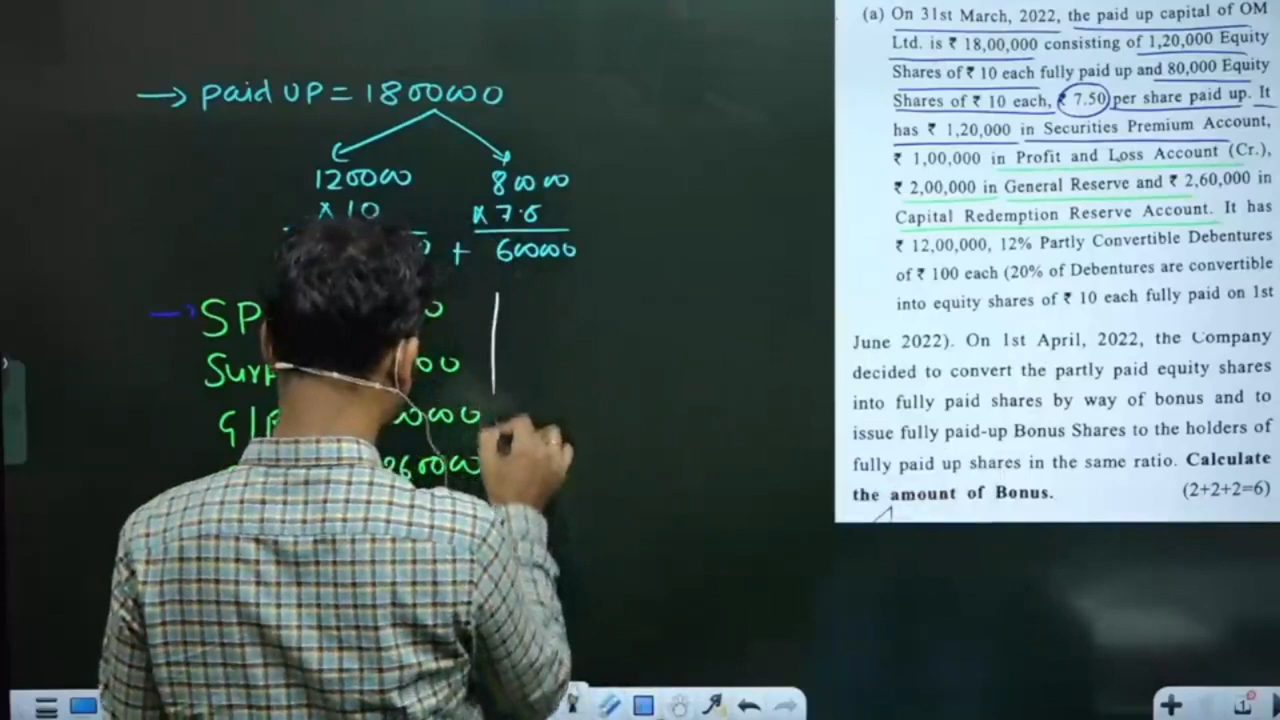 → paid up = 1800000
120000
80000
× 10
× 7.5
+ 600000
→ SP
00
G/R
260000
(a) On 31st March, 2022, the paid up capital of OM
Ltd. is ₹ 18,00,000 consisting of 1,20,000 Equity
Shares of ₹ 10 each fully paid up and 80,000 Equity
Shares of ₹ 10 each, ₹ 7.50 per share paid up. It
has ₹ 1,20,000 in Securities Premium Account,
₹ 1,00,000 in Profit and Loss Account (Cr.),
₹ 2,00,000 in General Reserve and ₹ 2,60,000 in
Capital Redemption Reserve Account. It has
₹ 12,00,000, 12% Partly Convertible Debentures
of ₹ 100 each (20% of Debentures are convertible
into equity shares of ₹ 10 each fully paid on 1st
June 2022). On 1st April, 2022, the Company
decided to convert the partly paid equity shares
into fully paid shares by way of bonus and to
issue fully paid-up Bonus Shares to the holders of
fully paid up shares in the same ratio. Calculate
the amount of Bonus. (2+2+2=6)
1